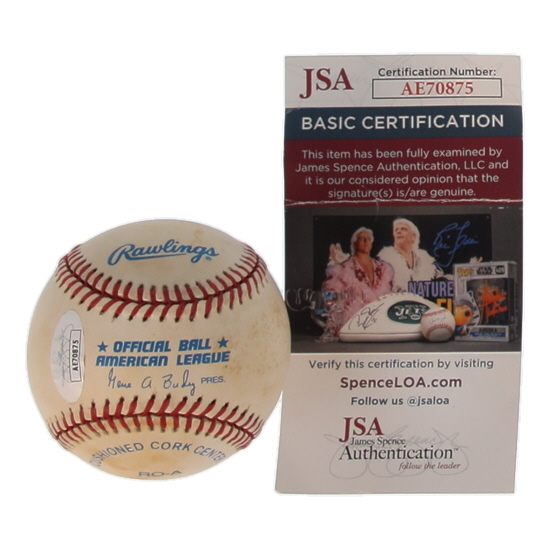 Rawlings
★ OFFICIAL BALL ★
AMERICAN LEAGUE
Gene A. Budig PRES.
CUSHIONED CORK CENTER
RO-A
AE70875
JSA
Certification Number:
AE70875
BASIC CERTIFICATION
This item has been fully examined by
James Spence Authentication, LLC and
it is our considered opinion that the
signature(s) is/are genuine.
NATURE
JETS
Verify this certification by visiting
SpenceLOA.com
Follow us @jsaloa
JSA
James Spence
Authentication™
follow the leader